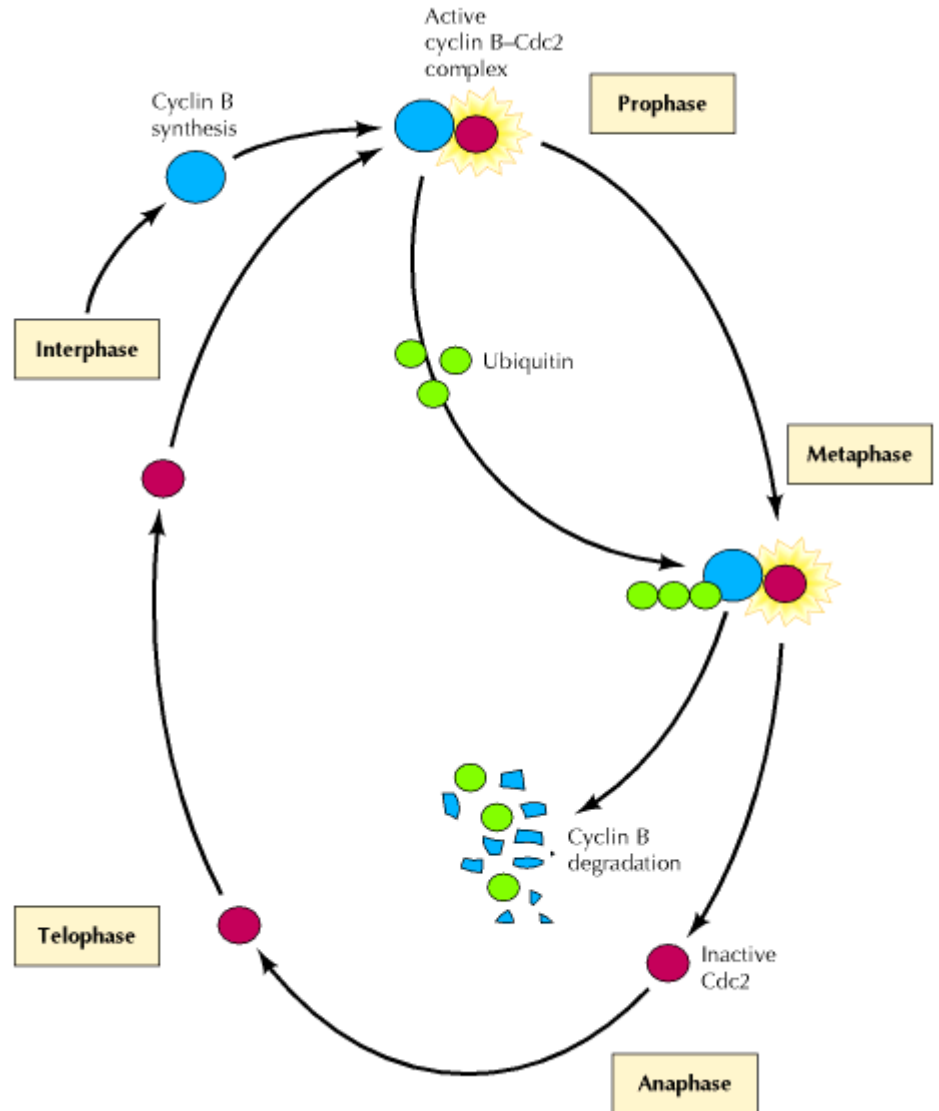 Active
cyclin B–Cdc2
complex
Prophase
Cyclin B
synthesis
Interphase
Ubiquitin
Metaphase
Cyclin B
degradation
Telophase
Inactive
Cdc2
Anaphase